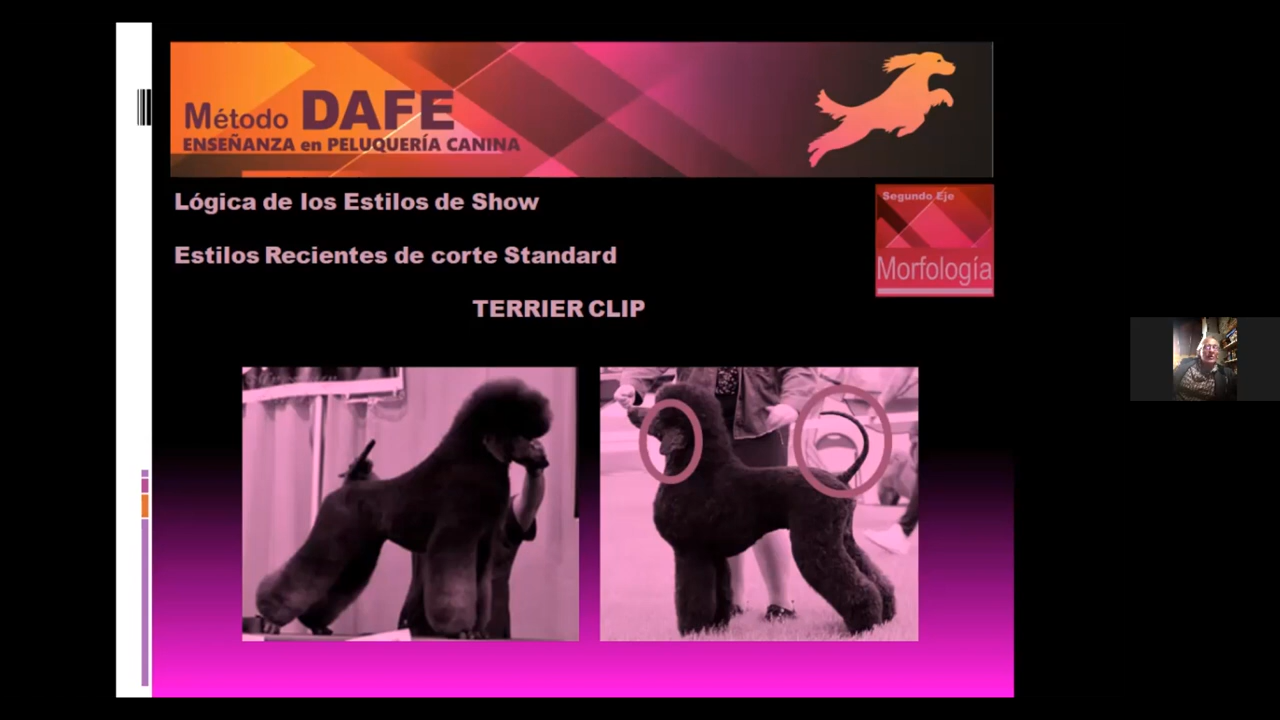 Método DAFE
ENSEÑANZA en PELUQUERÍA CANINA
Lógica de los Estilos de Show
Segundo Eje
Morfología
Estilos Recientes de corte Standard
TERRIER CLIP